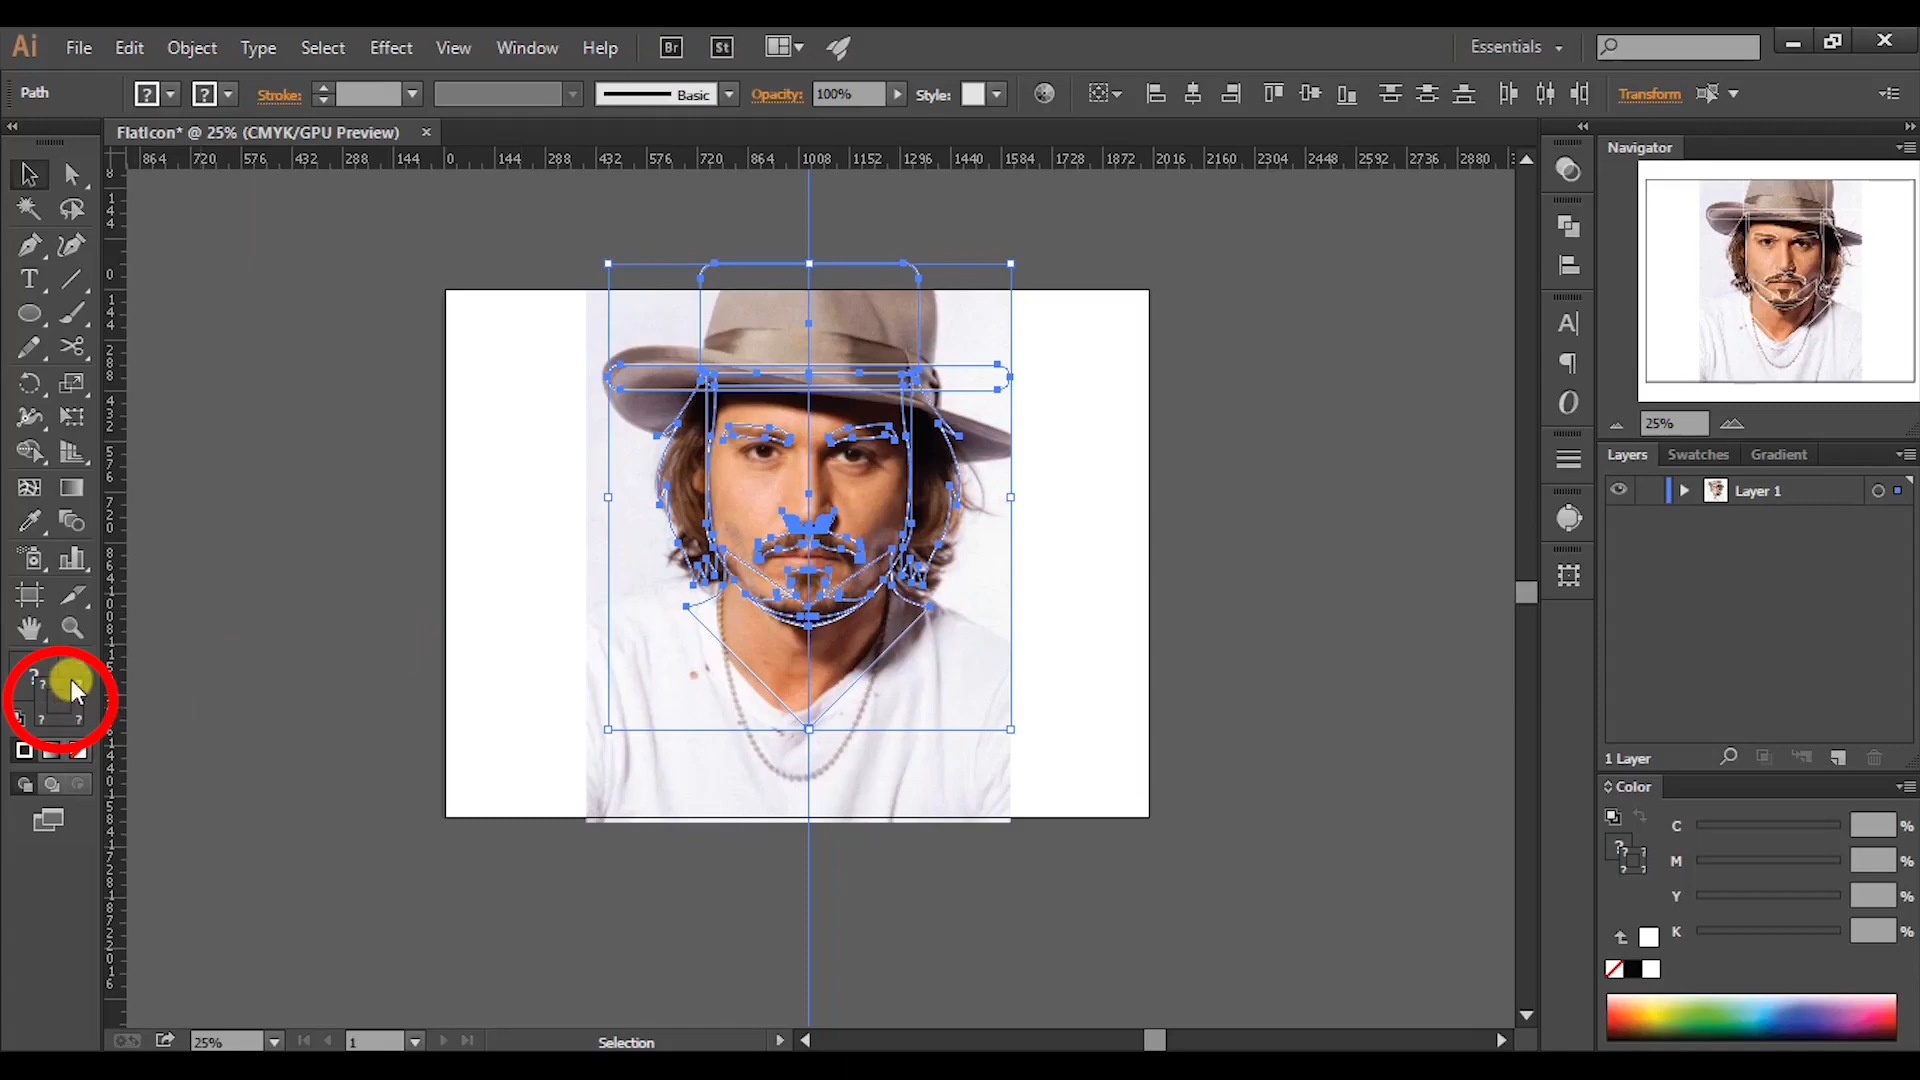 Ai File Edit Object Type Select Effect View Window Help Br St Essentials
Path ? ? Stroke: Basic Opacity: 100% Style: Transform
FlatIcon* @ 25% (CMYK/GPU Preview) ×
864 720 576 432 288 144 0 144 288 432 576 720 864 1008 1152 1296 1440 1584 1728 1872 2016 2160 2304 2448 2592 2736 2880
Navigator
25%
Layers Swatches Gradient
Layer 1
1 Layer
Color
C %
M %
Y %
K %
? ? ? ? ?
25% 1 Selection